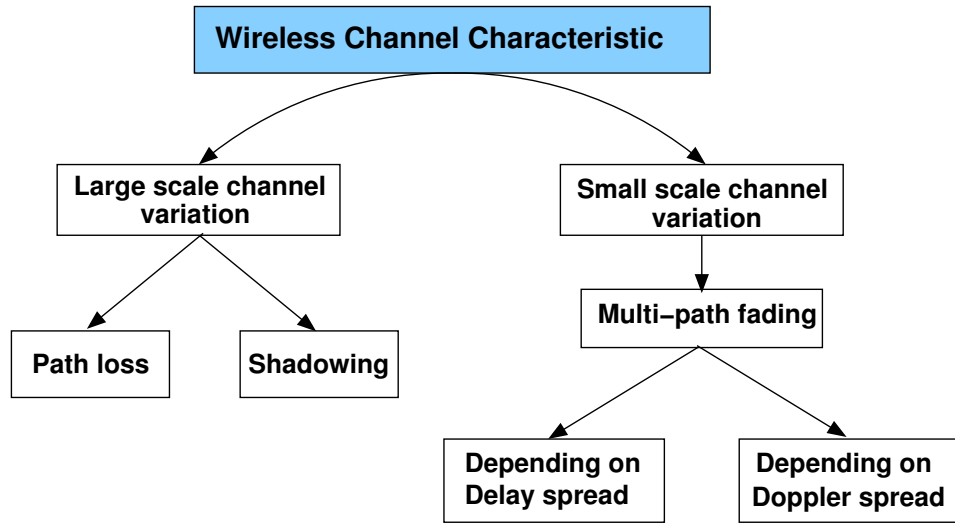 Wireless Channel Characteristic
Large scale channel
variation
Small scale channel
variation
Multi−path fading
Path loss
Shadowing
Depending on
Delay spread
Depending on
Doppler spread